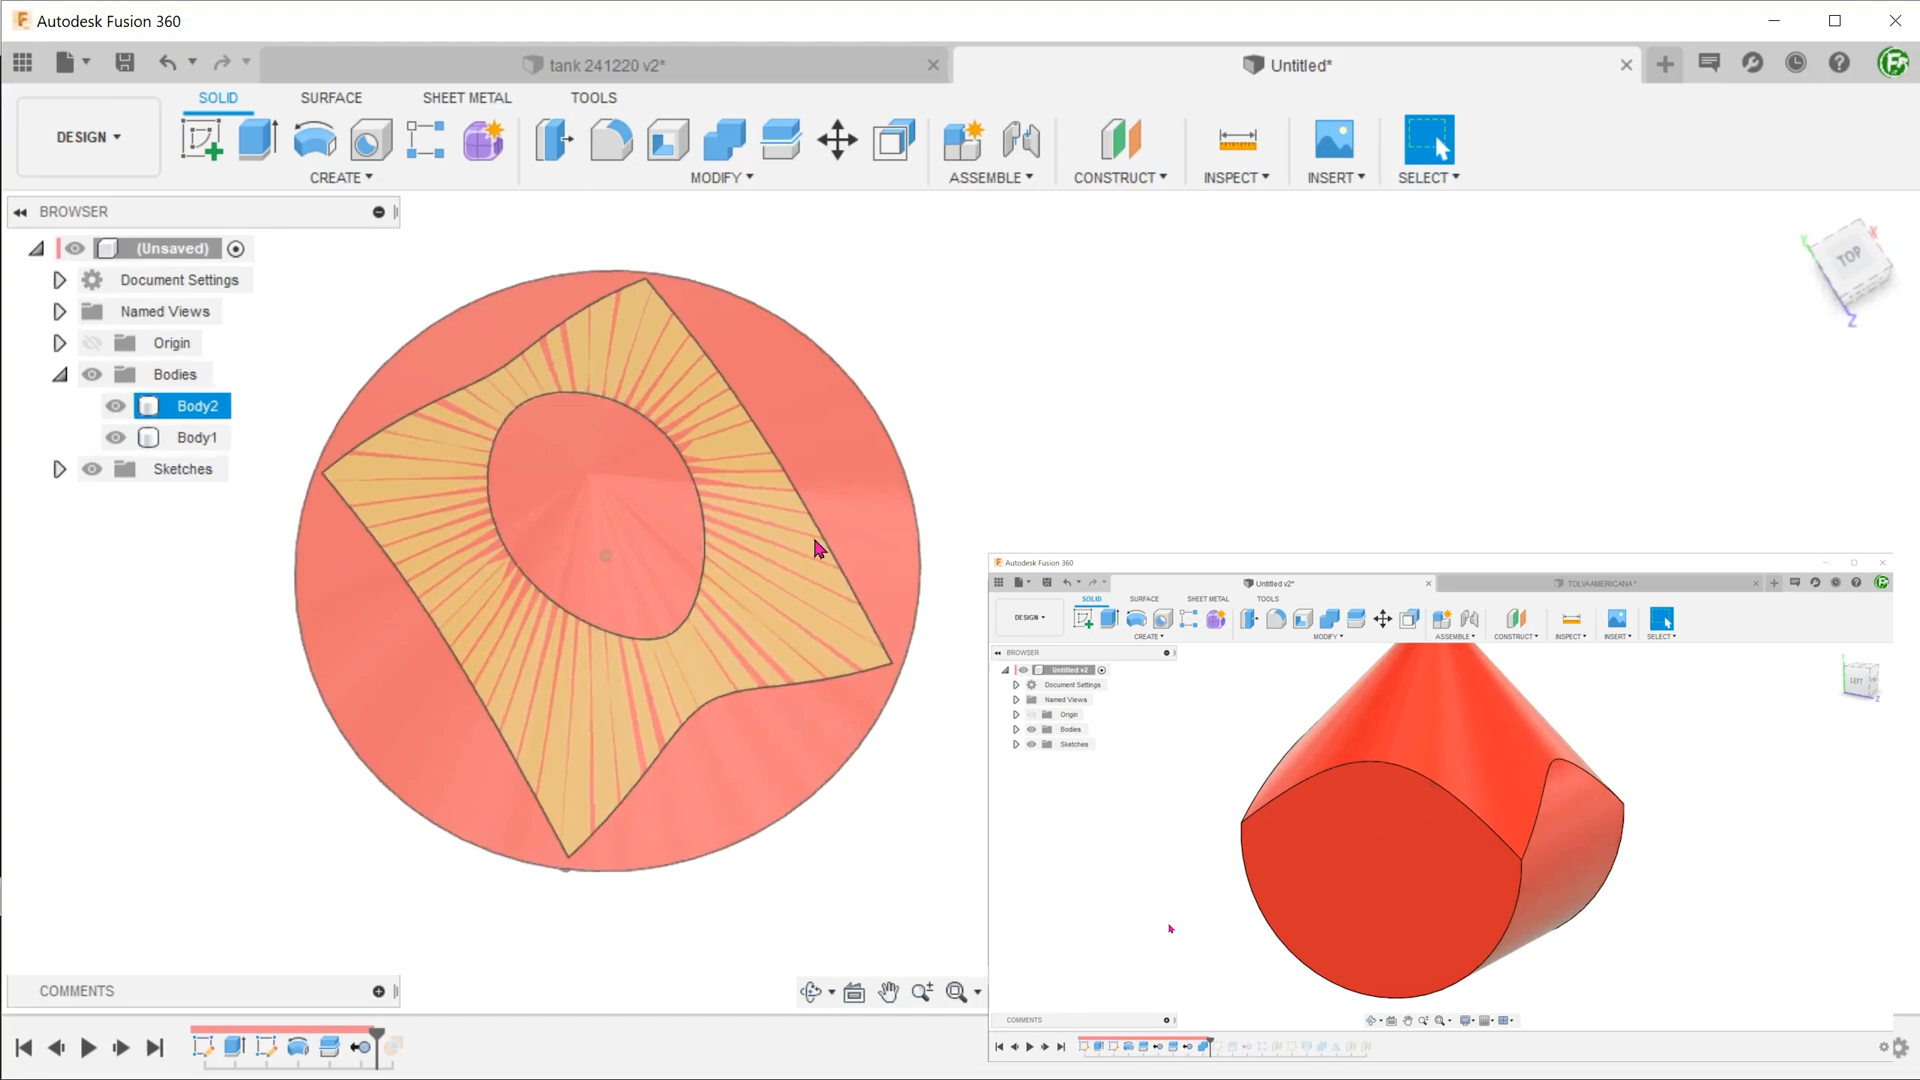 Autodesk Fusion 360
tank 241220 v2*
Untitled*
SOLID SURFACE SHEET METAL TOOLS
DESIGN
CREATE MODIFY ASSEMBLE CONSTRUCT INSPECT INSERT SELECT
BROWSER
(Unsaved)
Document Settings
Named Views
Origin
Bodies
Body2
Body1
Sketches
TOP
X
Z
COMMENTS
Autodesk Fusion 360
Untitled v2*
TOLVAAMERICANA*
SOLID SURFACE SHEET METAL TOOLS
DESIGN
CREATE MODIFY ASSEMBLE CONSTRUCT INSPECT INSERT SELECT
BROWSER
Untitled v2
Document Settings
Named Views
Origin
Bodies
Sketches
LEFT
Z
COMMENTS